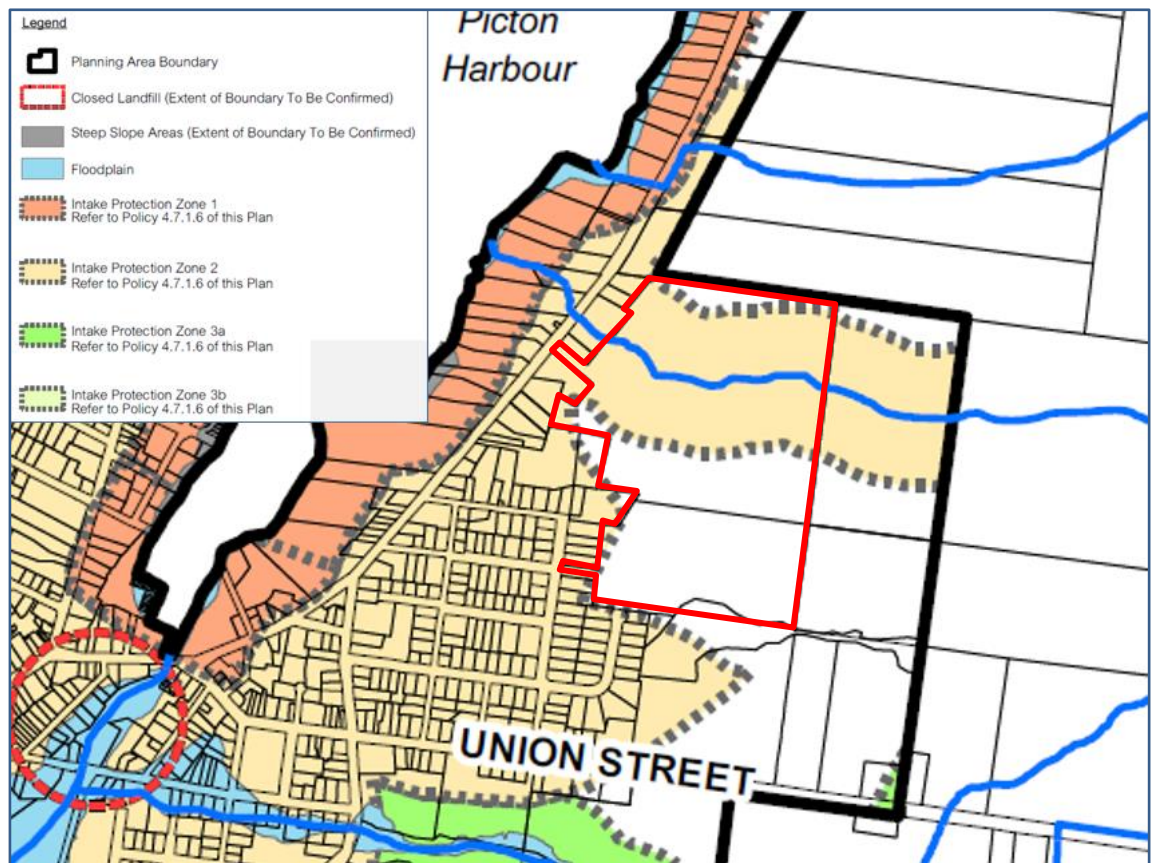 Legend
Planning Area Boundary
Closed Landfill (Extent of Boundary To Be Confirmed)
Steep Slope Areas (Extent of Boundary To Be Confirmed)
Floodplain
Intake Protection Zone 1
Refer to Policy 4.7.1.6 of this Plan
Intake Protection Zone 2
Refer to Policy 4.7.1.6 of this Plan
Intake Protection Zone 3a
Refer to Policy 4.7.1.6 of this Plan
Intake Protection Zone 3b
Refer to Policy 4.7.1.6 of this Plan
Picton
Harbour
UNION STREET